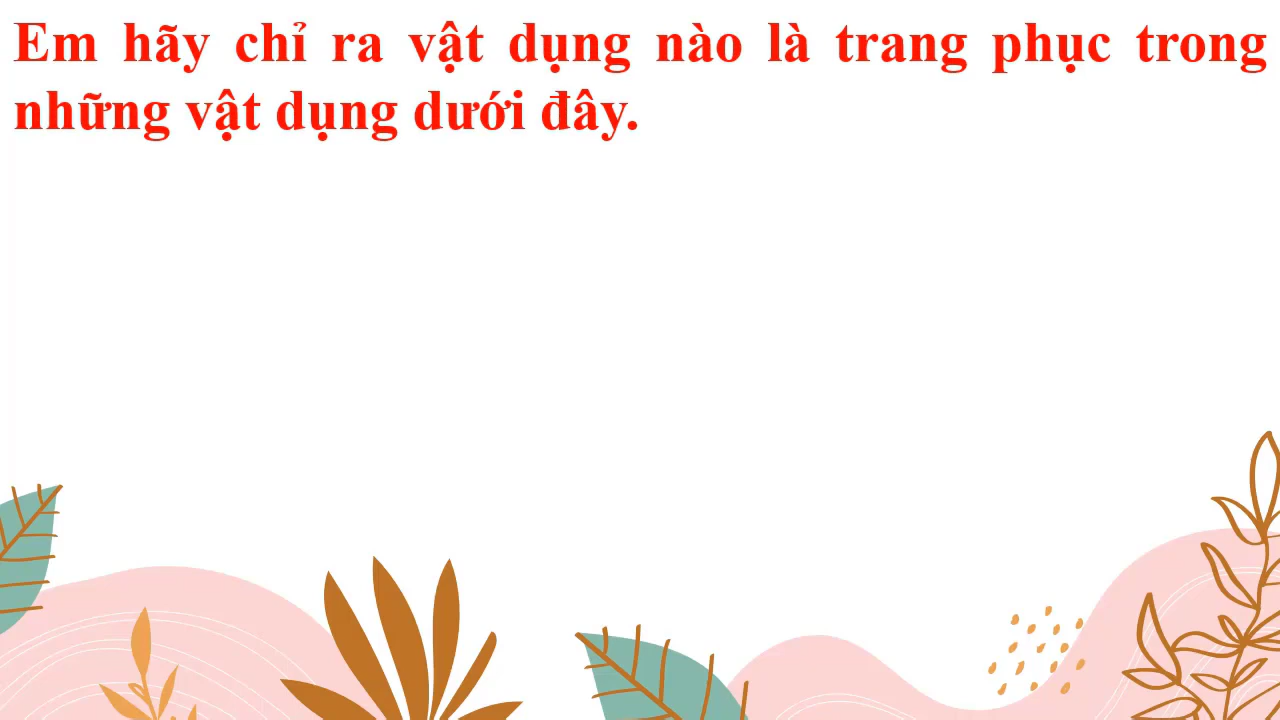 Em hãy chỉ ra vật dụng nào là trang phục trong
những vật dụng dưới đây.